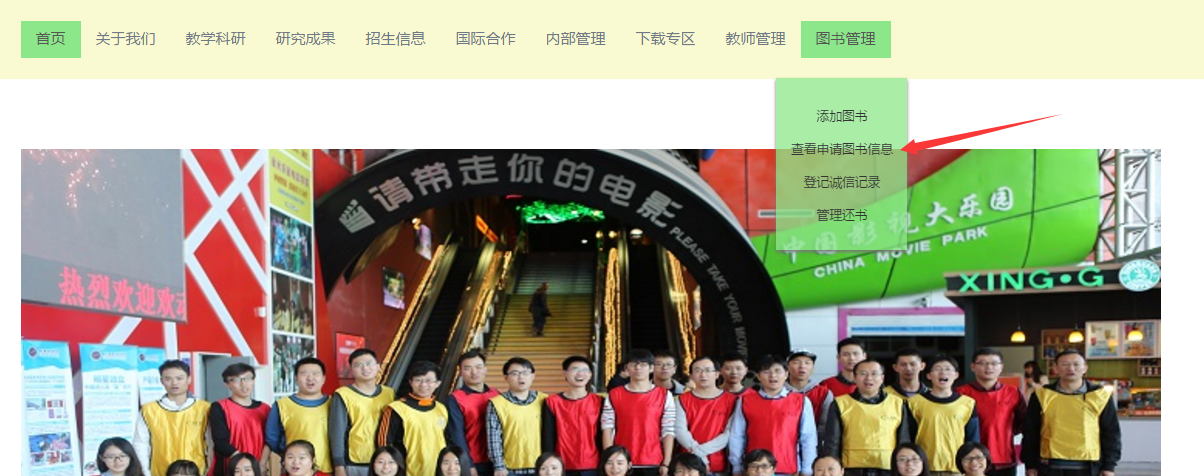 首页 关于我们 教学科研 研究成果 招生信息 国际合作 内部管理 下载专区 教师管理 图书管理
添加图书
查看申请图书信息
登记诚信记录
管理还书
请带走你的电影
PLEASE TAKE YOUR MOVIE
中国影视大乐园
CHINA MOVIE PARK
热烈欢迎欢
XING·G